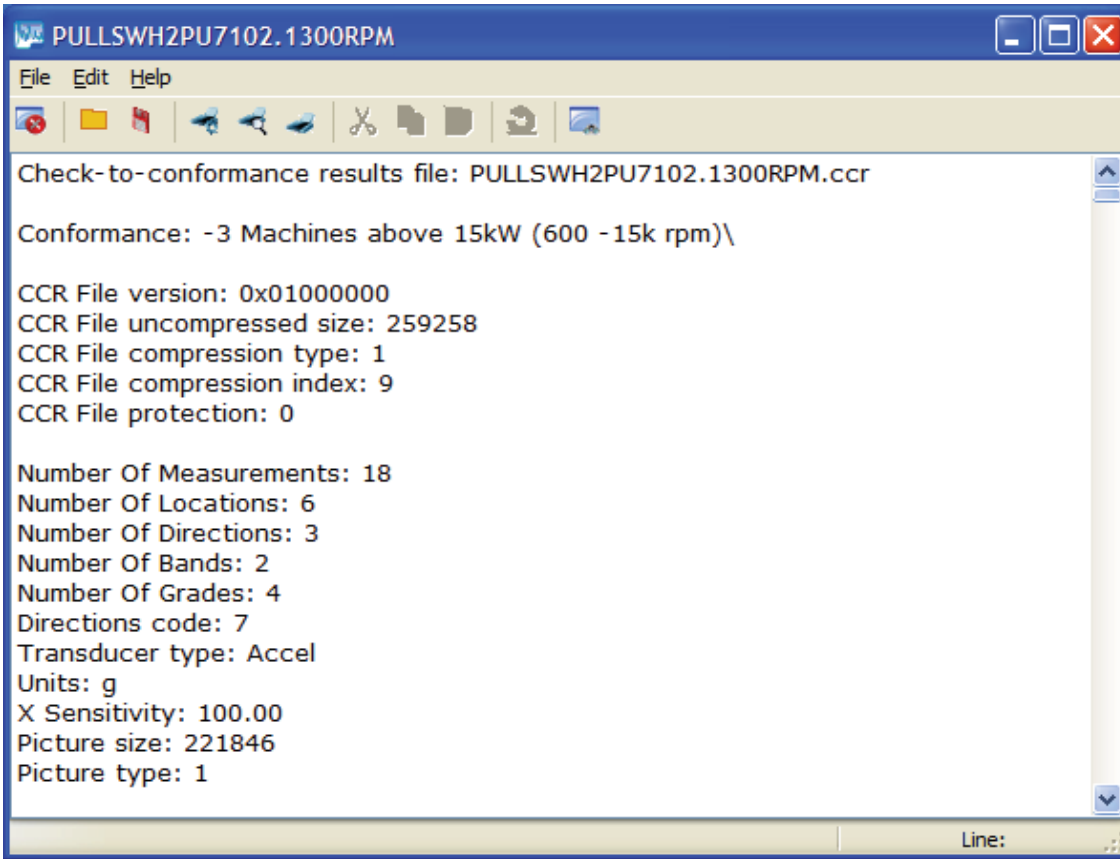 PULLSWH2PU7102.1300RPM
File Edit Help
Check-to-conformance results file: PULLSWH2PU7102.1300RPM.ccr
Conformance: -3 Machines above 15kW (600 -15k rpm)\
CCR File version: 0x01000000
CCR File uncompressed size: 259258
CCR File compression type: 1
CCR File compression index: 9
CCR File protection: 0
Number Of Measurements: 18
Number Of Locations: 6
Number Of Directions: 3
Number Of Bands: 2
Number Of Grades: 4
Directions code: 7
Transducer type: Accel
Units: g
X Sensitivity: 100.00
Picture size: 221846
Picture type: 1
Line: